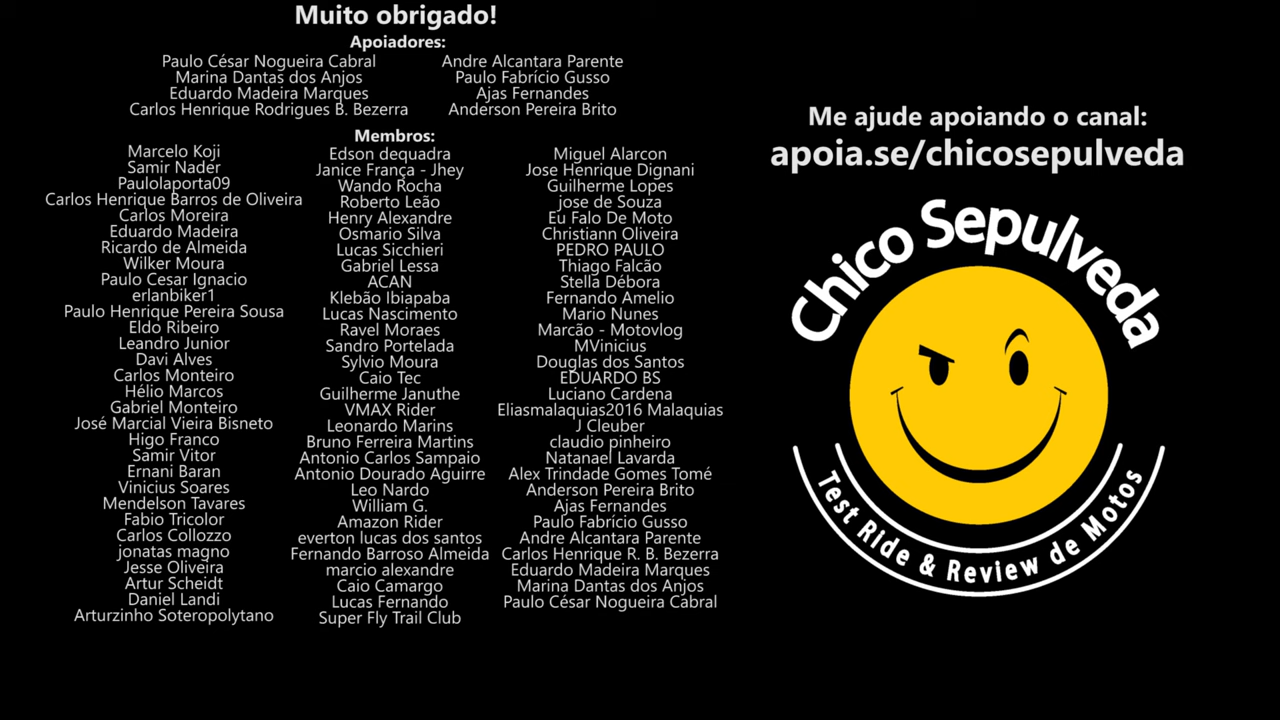 Muito obrigado!
Apoiadores:
Paulo César Nogueira Cabral
Marina Dantas dos Anjos
Eduardo Madeira Marques
Carlos Henrique Rodrigues B. Bezerra
Andre Alcantara Parente
Paulo Fabrício Gusso
Ajas Fernandes
Anderson Pereira Brito
Membros:
Marcelo Koji
Samir Nader
Paulolaporta09
Carlos Henrique Barros de Oliveira
Carlos Moreira
Eduardo Madeira
Ricardo de Almeida
Wilker Moura
Paulo Cesar Ignacio
erlanbiker1
Paulo Henrique Pereira Sousa
Eldo Ribeiro
Leandro Junior
Davi Alves
Carlos Monteiro
Hélio Marcos
Gabriel Monteiro
José Marcial Vieira Bisneto
Higo Franco
Samir Vitor
Ernani Baran
Vinicius Soares
Mendelson Tavares
Fabio Tricolor
Carlos Collozzo
jonatas magno
Jesse Oliveira
Artur Scheidt
Daniel Landi
Arturzinho Soteropolytano
Edson dequadra
Janice França - Jhey
Wando Rocha
Roberto Leão
Henry Alexandre
Osmario Silva
Lucas Sicchieri
Gabriel Lessa
ACAN
Klebão Ibiapaba
Lucas Nascimento
Ravel Moraes
Sandro Portelada
Sylvio Moura
Caio Tec
Guilherme Januthe
VMAX Rider
Leonardo Marins
Bruno Ferreira Martins
Antonio Carlos Sampaio
Antonio Dourado Aguirre
Leo Nardo
William G.
Amazon Rider
everton lucas dos santos
Fernando Barroso Almeida
marcio alexandre
Caio Camargo
Lucas Fernando
Super Fly Trail Club
Miguel Alarcon
Jose Henrique Dignani
Guilherme Lopes
jose de Souza
Eu Falo De Moto
Christiann Oliveira
PEDRO PAULO
Thiago Falcão
Stella Débora
Fernando Amelio
Mario Nunes
Marcão - Motovlog
MVinicius
Douglas dos Santos
EDUARDO BS
Luciano Cardena
Eliasmalaquias2016 Malaquias
J Cleuber
claudio pinheiro
Natanael Lavarda
Alex Trindade Gomes Tomé
Anderson Pereira Brito
Ajas Fernandes
Paulo Fabrício Gusso
Andre Alcantara Parente
Carlos Henrique R. B. Bezerra
Eduardo Madeira Marques
Marina Dantas dos Anjos
Paulo César Nogueira Cabral
Me ajude apoiando o canal:
apoia.se/chicosepulveda
Chico Sepulveda
Test Ride & Review de Motos